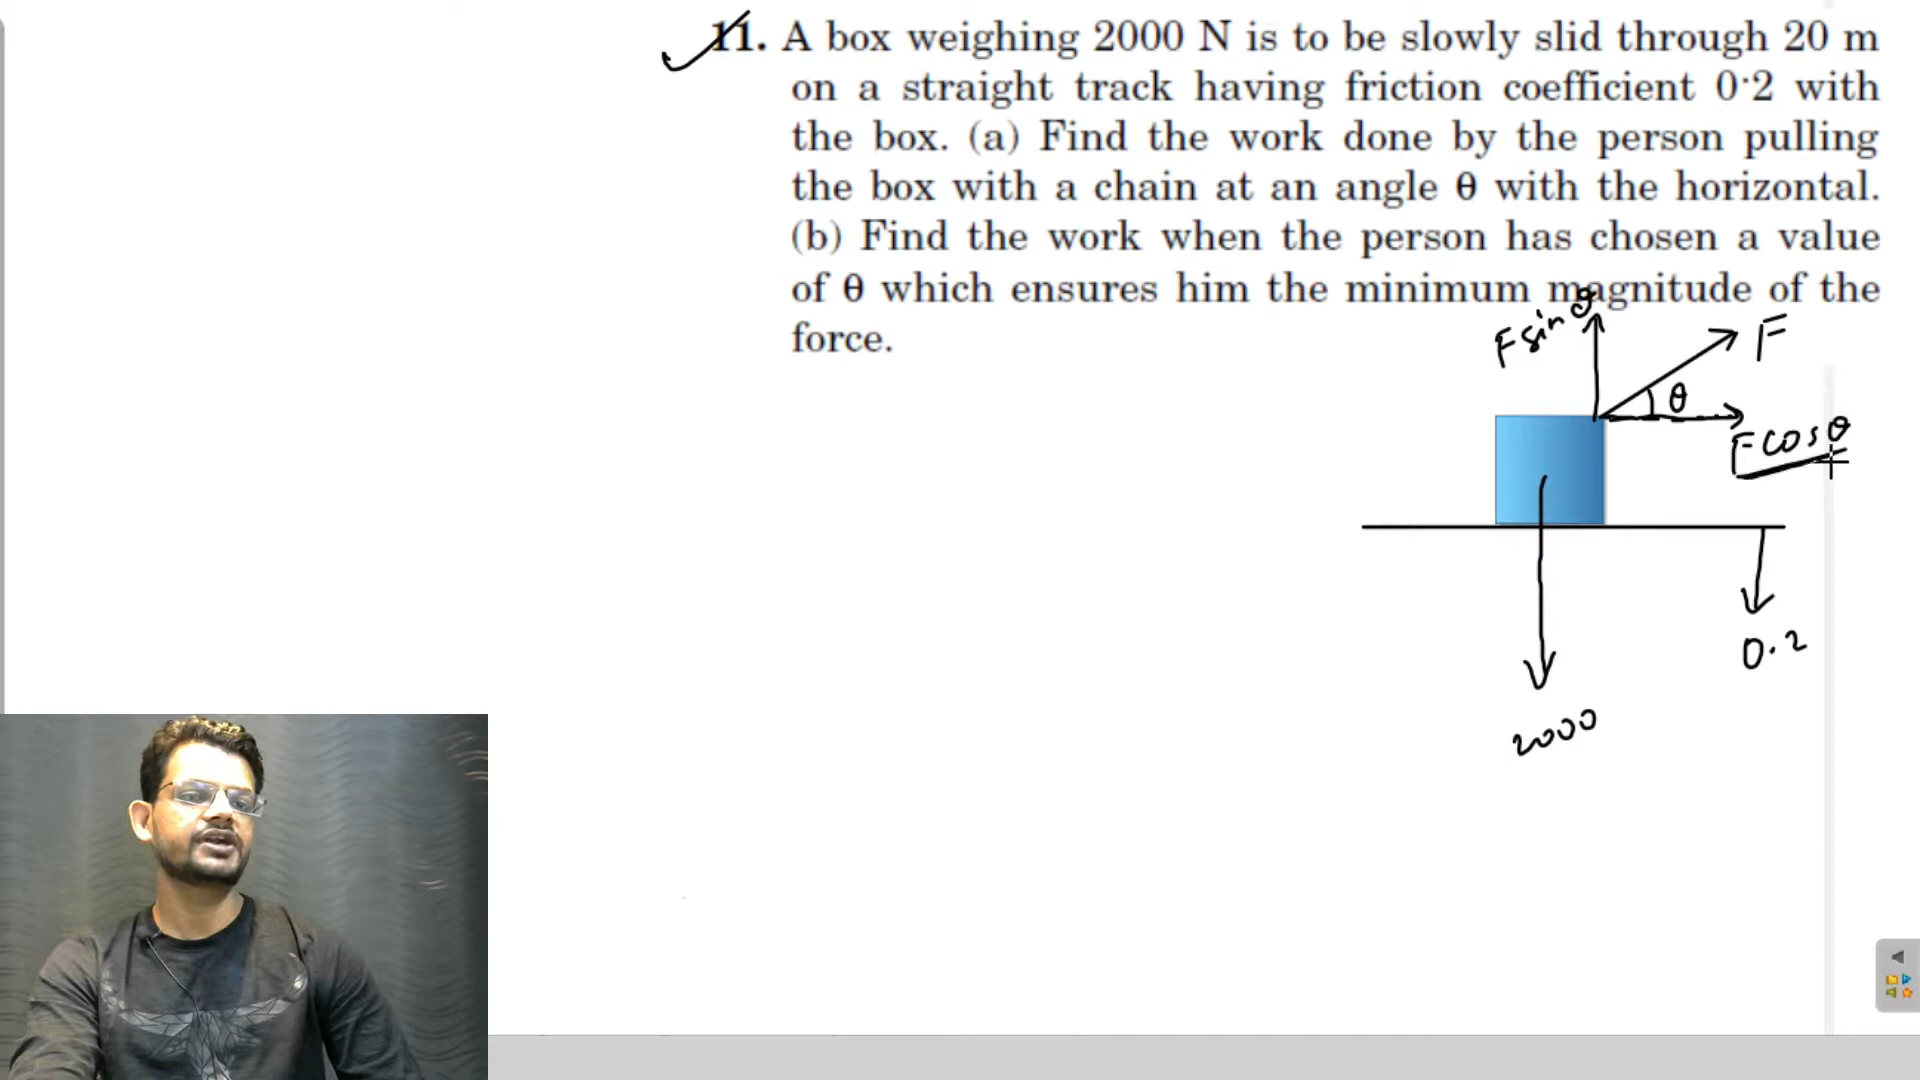 11. A box weighing 2000 N is to be slowly slid through 20 m
on a straight track having friction coefficient 0·2 with
the box. (a) Find the work done by the person pulling
the box with a chain at an angle θ with the horizontal.
(b) Find the work when the person has chosen a value
of θ which ensures him the minimum magnitude of the
force.
F sin θ
F
θ
F cos θ
0.2
2000